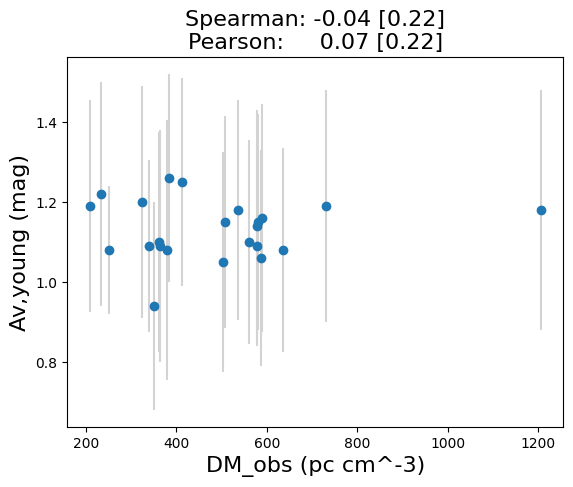 Spearman: -0.04 [0.22]
Pearson:     0.07 [0.22]
1.4
1.2
1.0
0.8
Av,young (mag)
200 400 600 800 1000 1200
DM_obs (pc cm^-3)